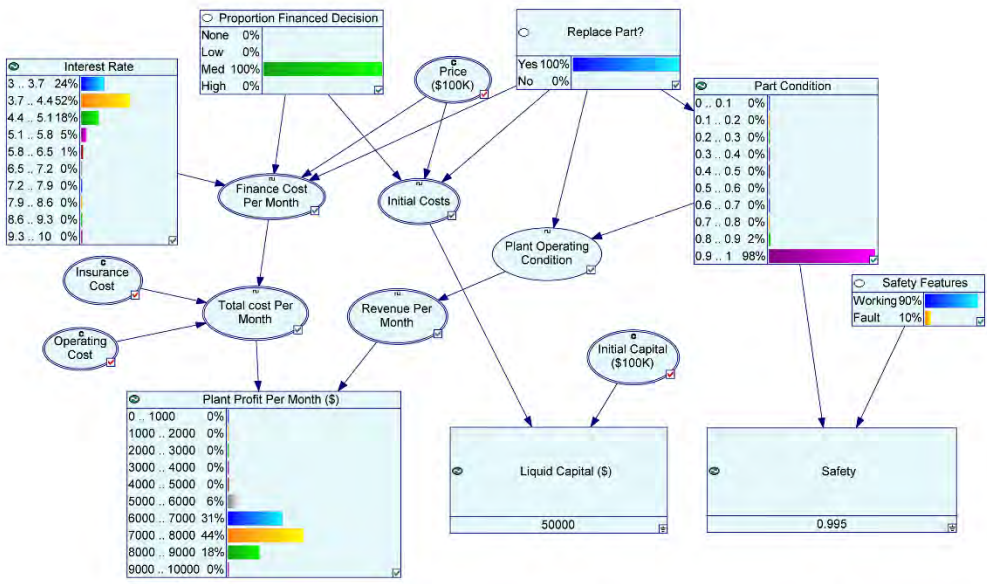 Proportion Financed Decision
None 0%
Low 0%
Med 100%
High 0%
Replace Part?
Yes 100%
No 0%
Price
($100K)
Interest Rate
3 .. 3.7 24%
3.7 .. 4.4 52%
4.4 .. 5.1 18%
5.1 .. 5.8 5%
5.8 .. 6.5 1%
6.5 .. 7.2 0%
7.2 .. 7.9 0%
7.9 .. 8.6 0%
8.6 .. 9.3 0%
9.3 .. 10 0%
Part Condition
0 .. 0.1 0%
0.1 .. 0.2 0%
0.2 .. 0.3 0%
0.3 .. 0.4 0%
0.4 .. 0.5 0%
0.5 .. 0.6 0%
0.6 .. 0.7 0%
0.7 .. 0.8 0%
0.8 .. 0.9 2%
0.9 .. 1 98%
Finance Cost
Per Month
Initial Costs
Plant Operating
Condition
Insurance
Cost
Safety Features
Working 90%
Fault 10%
Total cost Per
Month
Revenue Per
Month
Operating
Cost
Initial Capital
($100K)
Plant Profit Per Month ($)
0 .. 1000 0%
1000 .. 2000 0%
2000 .. 3000 0%
3000 .. 4000 0%
4000 .. 5000 0%
5000 .. 6000 6%
6000 .. 7000 31%
7000 .. 8000 44%
8000 .. 9000 18%
9000 .. 10000 0%
Liquid Capital ($)
50000
Safety
0.995